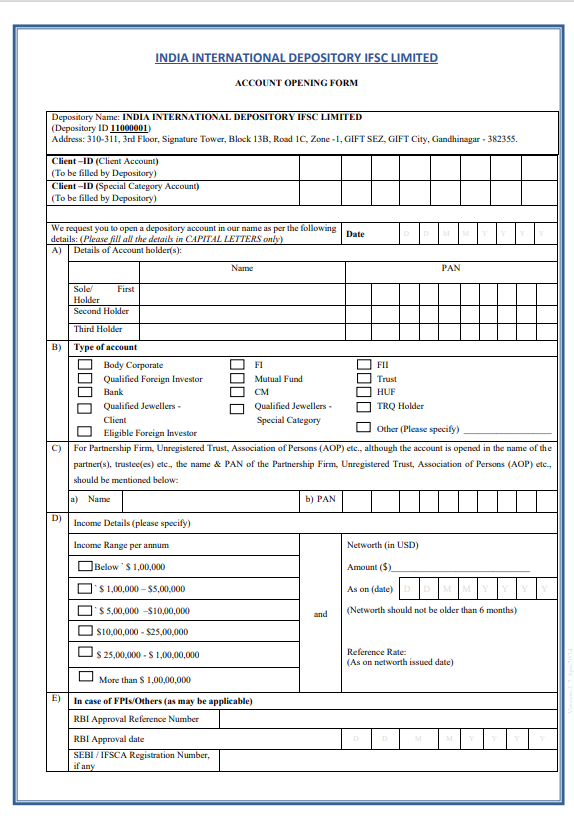 INDIA INTERNATIONAL DEPOSITORY IFSC LIMITED
ACCOUNT OPENING FORM
Depository Name: INDIA INTERNATIONAL DEPOSITORY IFSC LIMITED
(Depository ID 11000001)
Address: 310-311, 3rd Floor, Signature Tower, Block 13B, Road 1C, Zone -1, GIFT SEZ, GIFT City, Gandhinagar - 382355.
Client –ID (Client Account)
(To be filled by Depository)
Client –ID (Special Category Account)
(To be filled by Depository)
We request you to open a depository account in our name as per the following
details: (Please fill all the details in CAPITAL LETTERS only)
Date D D M M Y Y Y Y
A) Details of Account holder(s):
Name PAN
Sole/ First
Holder
Second Holder
Third Holder
B) Type of account
Body Corporate FI FII
Qualified Foreign Investor Mutual Fund Trust
Bank CM HUF
Qualified Jewellers - Qualified Jewellers - TRQ Holder
Client Special Category
Eligible Foreign Investor Other (Please specify)
C) For Partnership Firm, Unregistered Trust, Association of Persons (AOP) etc., although the account is opened in the name of the
partner(s), trustee(es) etc., the name & PAN of the Partnership Firm, Unregistered Trust, Association of Persons (AOP) etc.,
should be mentioned below:
a) Name b) PAN
D) Income Details (please specify)
Income Range per annum Networth (in USD)
Below ` $ 1,00,000 Amount ($)
` $ 1,00,000 – $5,00,000 As on (date) D D M M Y Y Y Y
` $ 5,00,000 –$10,00,000 (Networth should not be older than 6 months)
and
$10,00,000 - $25,00,000
$ 25,00,000 - $ 1,00,00,000 Reference Rate:
(As on networth issued date)
More than $ 1,00,00,000
E) In case of FPIs/Others (as may be applicable)
RBI Approval Reference Number
RBI Approval date D D M M Y Y Y Y
SEBI / IFSCA Registration Number,
if any